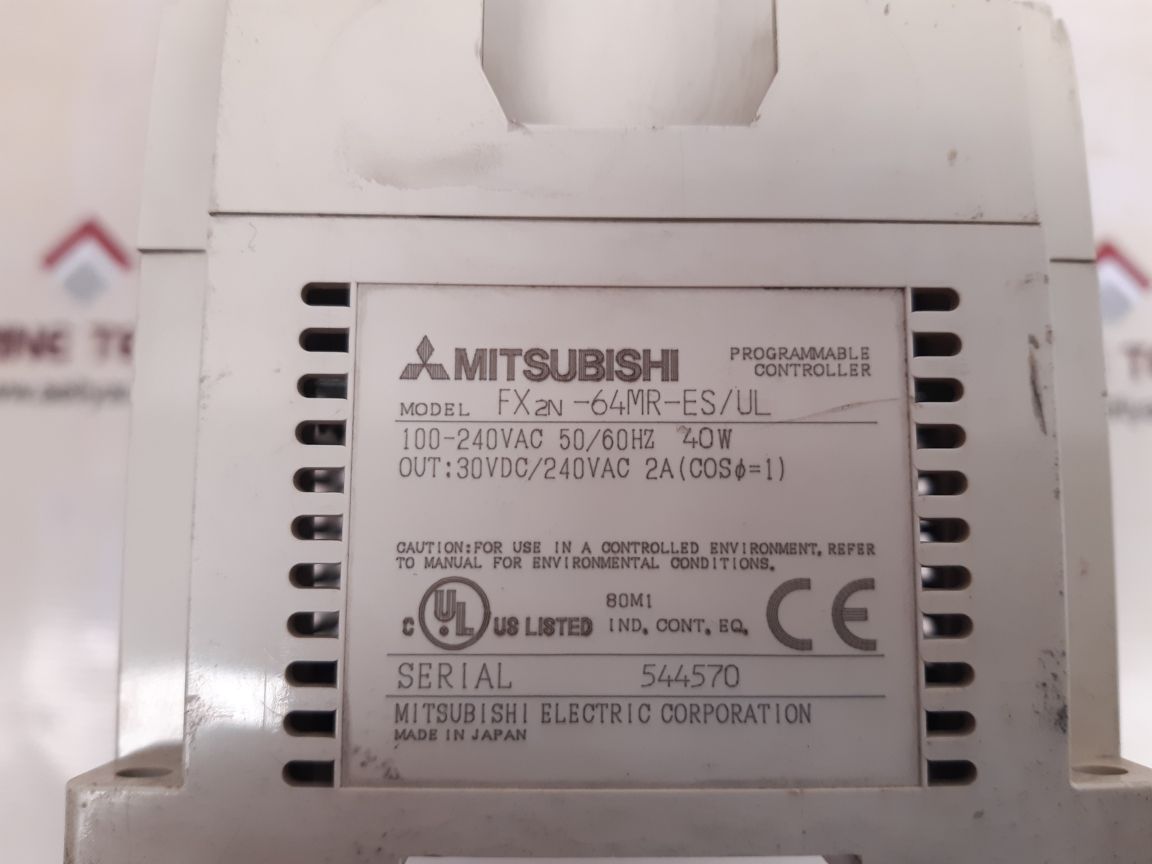 MITSUBISHI
PROGRAMMABLE
CONTROLLER
MODEL FX2N-64MR-ES/UL
100-240VAC 50/60HZ 40W
OUT:30VDC/240VAC 2A(COSϕ=1)
CAUTION:FOR USE IN A CONTROLLED ENVIRONMENT, REFER
TO MANUAL FOR ENVIRONMENTAL CONDITIONS.
C UL US LISTED
80M1
IND. CONT. EQ.
CE
SERIAL 544570
MITSUBISHI ELECTRIC CORPORATION
MADE IN JAPAN